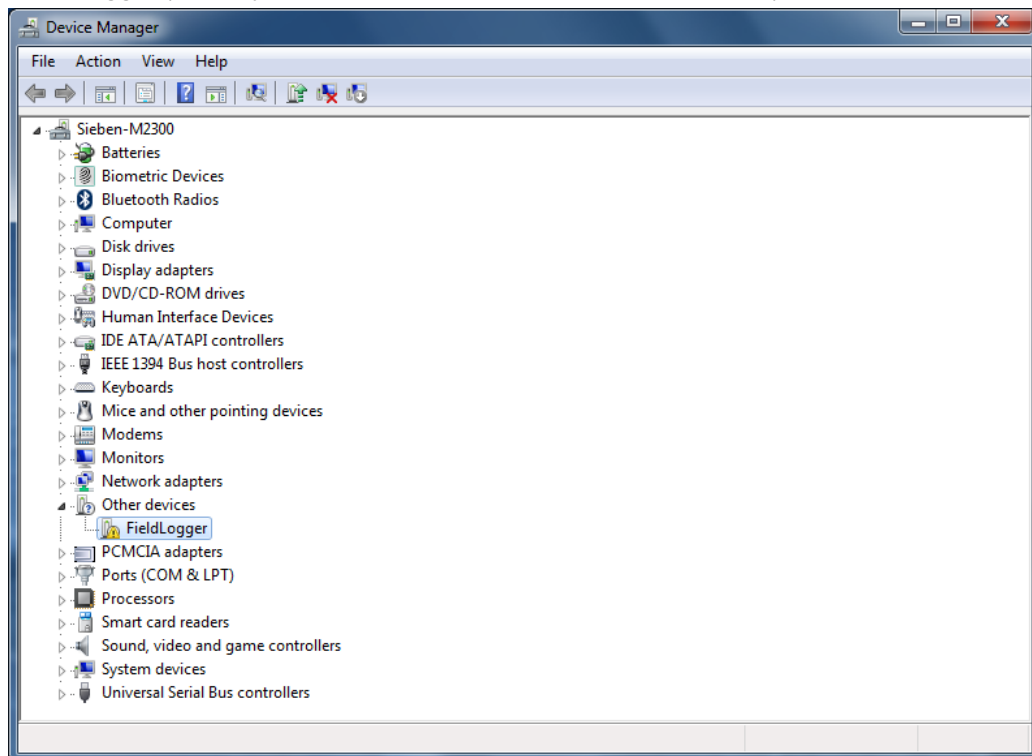 Device Manager
File Action View Help
Sieben-M2300
Batteries
Biometric Devices
Bluetooth Radios
Computer
Disk drives
Display adapters
DVD/CD-ROM drives
Human Interface Devices
IDE ATA/ATAPI controllers
IEEE 1394 Bus host controllers
Keyboards
Mice and other pointing devices
Modems
Monitors
Network adapters
Other devices
FieldLogger
PCMCIA adapters
Ports (COM & LPT)
Processors
Smart card readers
Sound, video and game controllers
System devices
Universal Serial Bus controllers